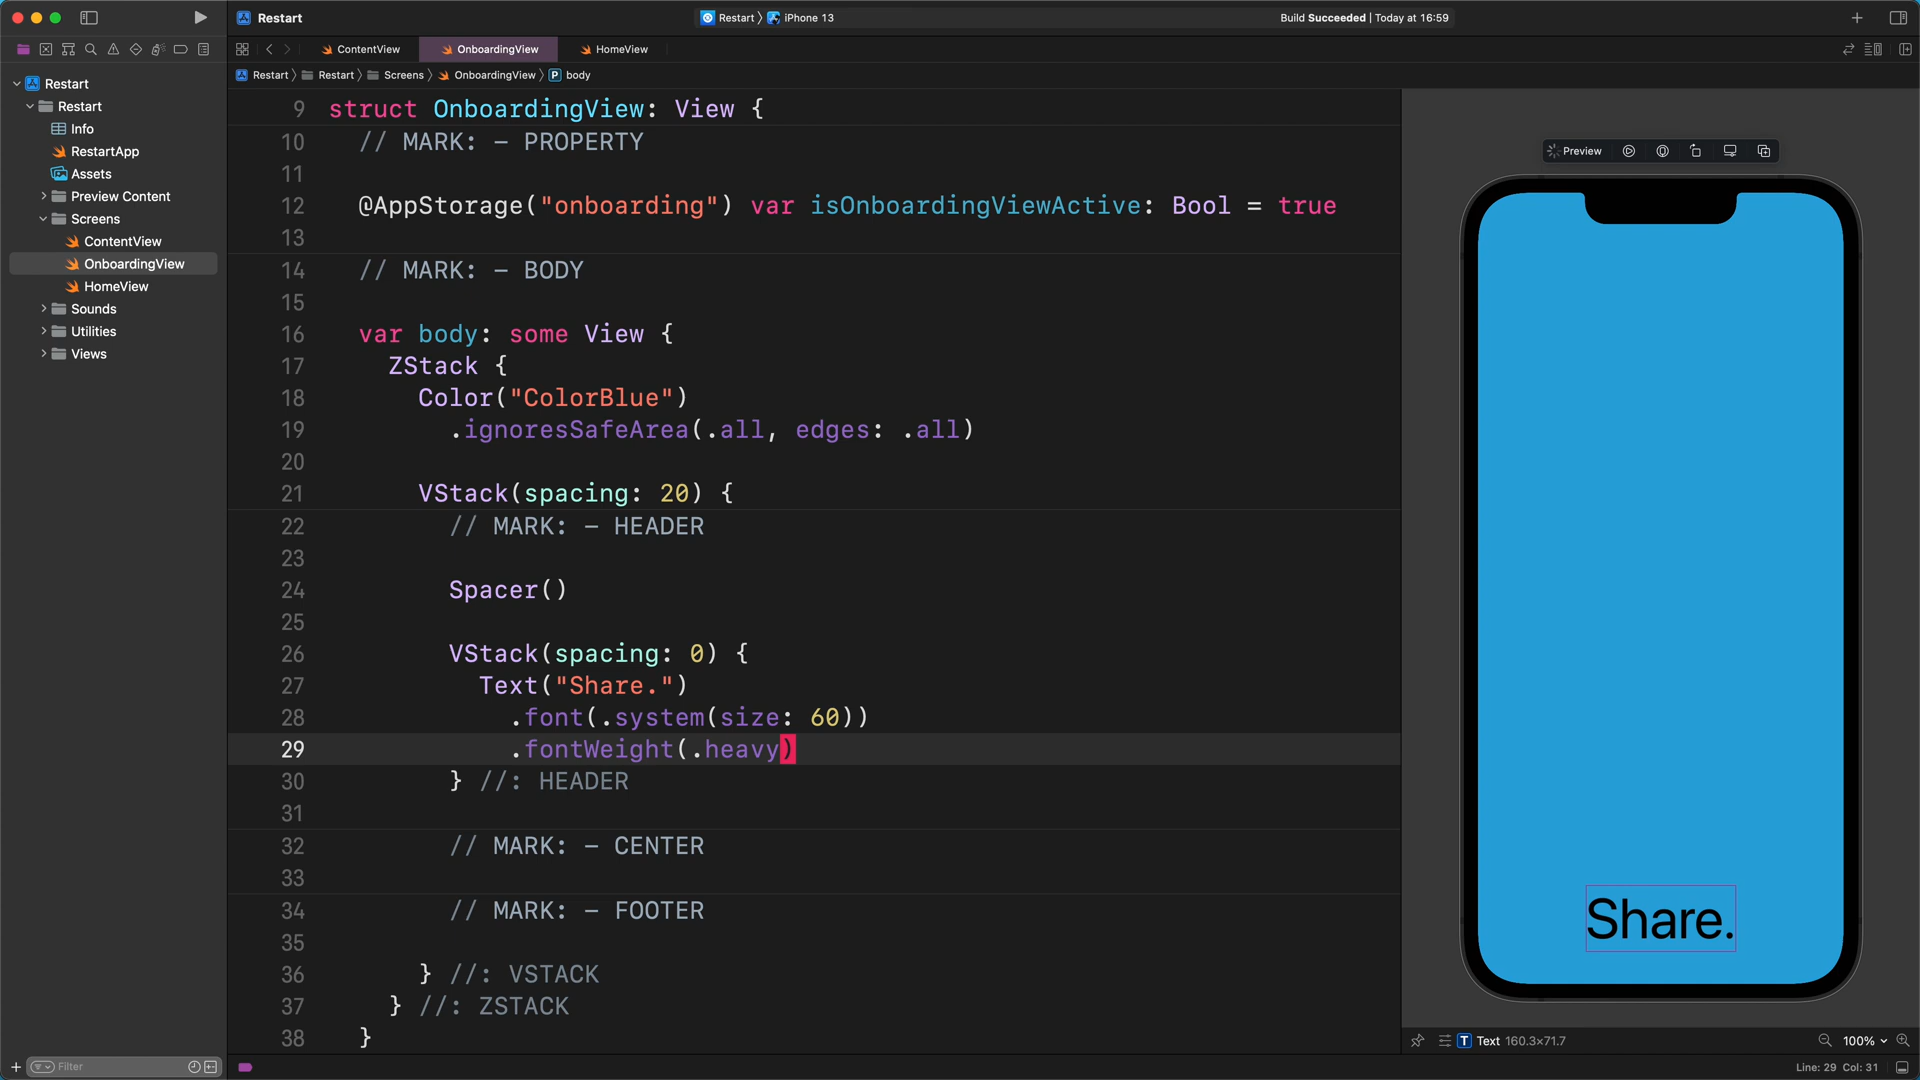 Restart
Restart
iPhone 13
Build Succeeded | Today at 16:59
ContentView
OnboardingView
HomeView
Restart
Restart
Screens
OnboardingView
P body
Restart
Restart
Info
RestartApp
Assets
Preview Content
Screens
ContentView
OnboardingView
HomeView
Sounds
Utilities
Views
Filter
9 struct OnboardingView: View {
10 // MARK: - PROPERTY
11
12 @AppStorage("onboarding") var isOnboardingViewActive: Bool = true
13
14 // MARK: - BODY
15
16 var body: some View {
17 ZStack {
18 Color("ColorBlue")
19 .ignoresSafeArea(.all, edges: .all)
20
21 VStack(spacing: 20) {
22 // MARK: - HEADER
23
24 Spacer()
25
26 VStack(spacing: 0) {
27 Text("Share.")
28 .font(.system(size: 60))
29 .fontWeight(.heavy)
30 } //: HEADER
31
32 // MARK: - CENTER
33
34 // MARK: - FOOTER
35
36 } //: VSTACK
37 } //: ZSTACK
38 }
Preview
Share.
T Text 160.3×71.7
100%
Line: 29 Col: 31